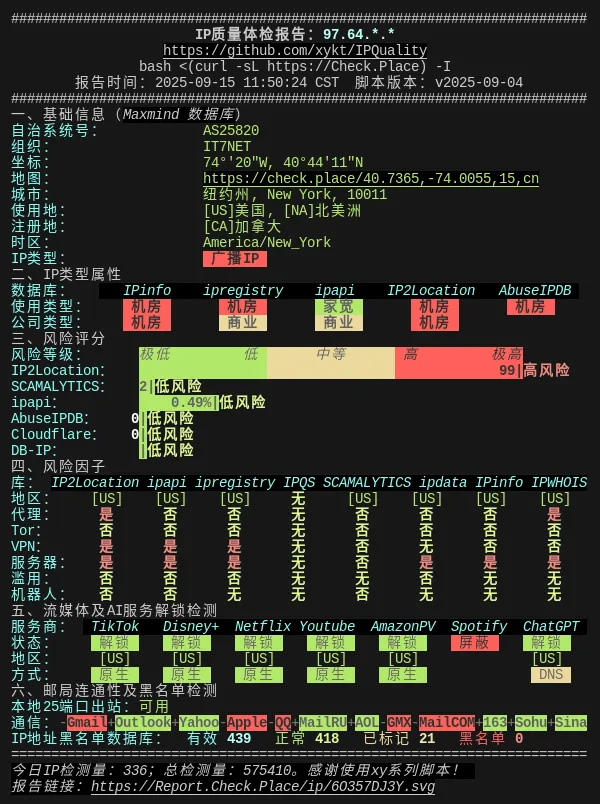 ########################################################################
IP质量体检报告：97.64.*.*
https://github.com/xykt/IPQuality
bash <(curl -sL https://Check.Place) -I
报告时间：2025-09-15 11:50:24 CST 脚本版本：v2025-09-04
########################################################################
一、基础信息（Maxmind 数据库）
自治系统号： AS25820
组织： IT7NET
坐标： 74°'20"W, 40°44'11"N
地图： https://check.place/40.7365,-74.0055,15,cn
城市： 纽约州, New York, 10011
使用地： [US]美国, [NA]北美洲
注册地： [CA]加拿大
时区： America/New_York
IP类型： 广播IP
二、IP类型属性
数据库： IPinfo ipregistry ipapi IP2Location AbuseIPDB
使用类型： 机房 机房 家宽 机房 机房
公司类型： 机房 商业 商业 机房
三、风险评分
风险等级： 极低 低 中等 高 极高
IP2Location： 99|高风险
SCAMALYTICS： 2|低风险
ipapi： 0.49%|低风险
AbuseIPDB： 0|低风险
Cloudflare： 0|低风险
DB-IP： |低风险
四、风险因子
库： IP2Location ipapi ipregistry IPQS SCAMALYTICS ipdata IPinfo IPWHOIS
地区： [US] [US] [US] 无 [US] [US] [US] [US]
代理： 是 否 否 无 否 否 否 是
Tor： 否 否 否 无 否 否 否 否
VPN： 是 是 是 无 否 无 否 否
服务器： 是 是 是 无 否 是 是 是
滥用： 否 否 否 无 无 否 无 无
机器人： 否 否 无 无 否 无 无 无
五、流媒体及AI服务解锁检测
服务商： TikTok Disney+ Netflix Youtube AmazonPV Spotify ChatGPT
状态： 解锁 解锁 解锁 解锁 解锁 屏蔽 解锁
地区： [US] [US] [US] [US] [US] [US]
方式： 原生 原生 原生 原生 原生 DNS
六、邮局连通性及黑名单检测
本地25端口出站：可用
通信：-Gmail+Outlook+Yahoo-Apple-QQ+MailRU+AOL-GMX-MailCOM+163+Sohu+Sina
IP地址黑名单数据库： 有效 439 正常 418 已标记 21 黑名单 0
========================================================================
今日IP检测量：336；总检测量：575410。感谢使用xy系列脚本！
报告链接：https://Report.Check.Place/ip/6O357DJ3Y.svg